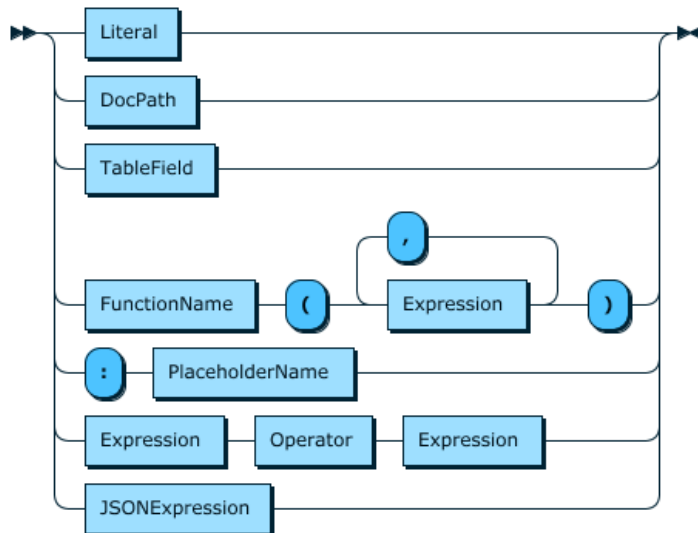 Literal
DocPath
TableField
,
FunctionName ( Expression )
: PlaceholderName
Expression Operator Expression
JSONExpression